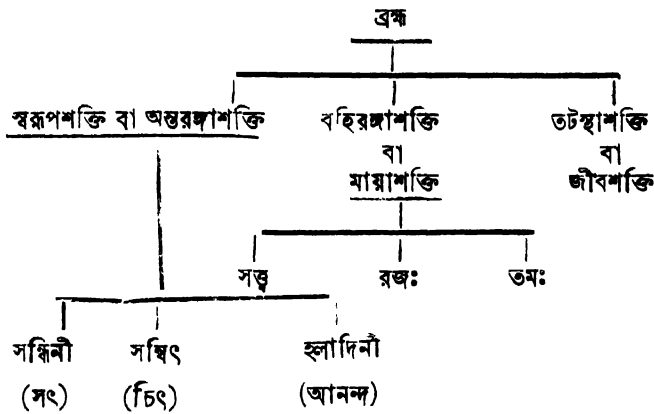 ব্রহ্ম
স্বরূপশক্তি বা অন্তরঙ্গাশক্তি বহিরঙ্গাশক্তি তটস্থাশক্তি
বা বা
মায়াশক্তি জীবশক্তি
সত্ত্ব রজঃ তমঃ
সন্ধিনী সম্বিৎ হ্লাদিনী
(সৎ) (চিৎ) (আনন্দ)